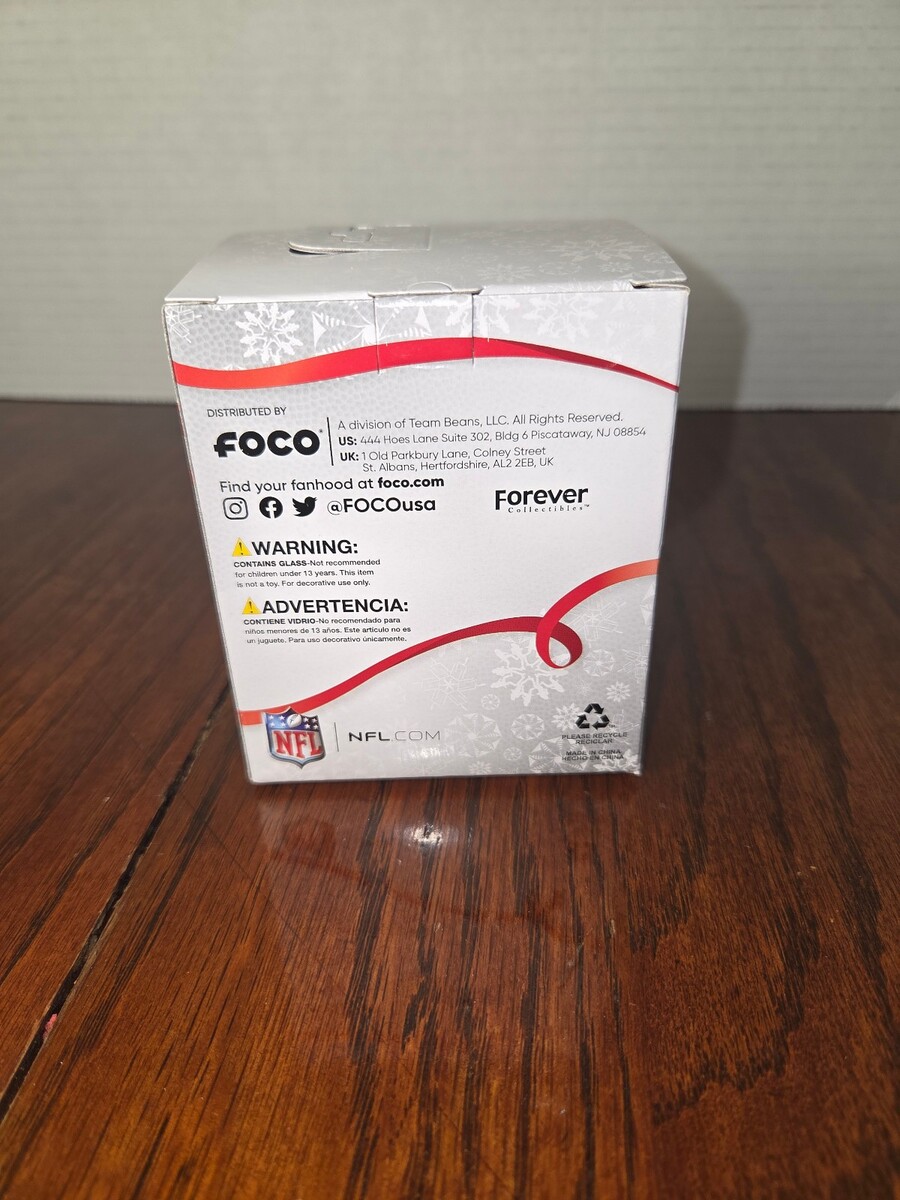 DISTRIBUTED BY
FOCO®
A division of Team Beans, LLC. All Rights Reserved.
US: 444 Hoes Lane Suite 302, Bldg 6 Piscataway, NJ 08854
UK: 1 Old Parkbury Lane, Colney Street
St. Albans, Hertfordshire, AL2 2EB, UK
Find your fanhood at foco.com
@FOCOusa
Forever
Collectibles™
WARNING:
CONTAINS GLASS-Not recommended
for children under 13 years. This item
is not a toy. For decorative use only.
ADVERTENCIA:
CONTIENE VIDRIO-No recomendado para
niños menores de 13 años. Este artículo no es
un juguete. Para uso decorativo únicamente.
NFL
NFL.COM
PLEASE RECYCLE
RECICLAR
MADE IN CHINA
HECHO EN CHINA